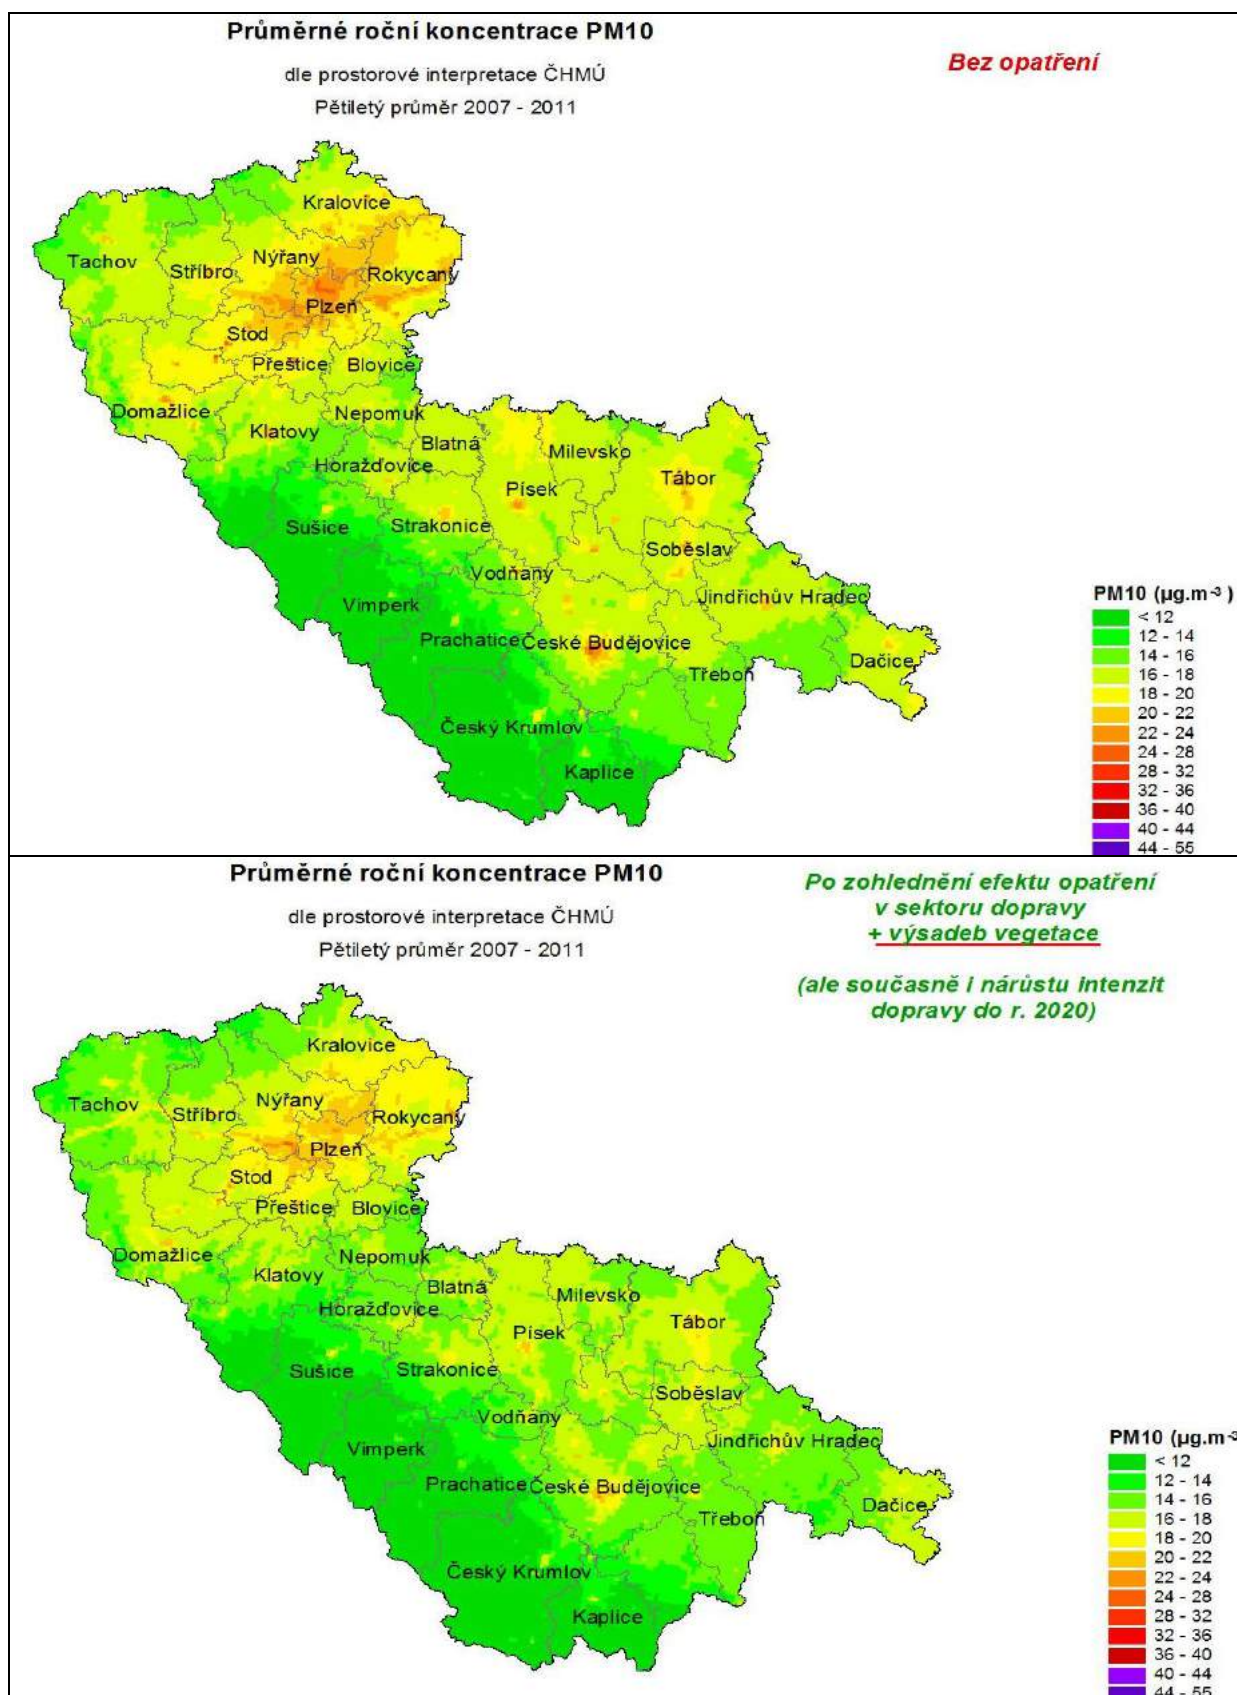 Průměrné roční koncentrace PM10
dle prostorové interpretace ČHMÚ
Pětiletý průměr 2007 - 2011
Bez opatření
Kralovice
Tachov
Stříbro
Nýřany
Rokycany
Plzeň
Stod
Přeštice
Blovice
Domažlice
Klatovy
Nepomuk
Blatná
Milevsko
Horažďovice
Tábor
Písek
Sušice
Strakonice
Soběslav
Vodňany
Vimperk
Jindřichův Hradec
Prachatice
České Budějovice
Dačice
Třeboň
Český Krumlov
Kaplice
PM10 (µg.m-3 )
< 12
12 - 14
14 - 16
16 - 18
18 - 20
20 - 22
22 - 24
24 - 28
28 - 32
32 - 36
36 - 40
40 - 44
44 - 55
Průměrné roční koncentrace PM10
dle prostorové interpretace ČHMÚ
Pětiletý průměr 2007 - 2011
Po zohlednění efektu opatření
v sektoru dopravy
+ výsadeb vegetace
(ale současně i nárůstu intenzit
dopravy do r. 2020)
Kralovice
Tachov
Stříbro
Nýřany
Rokycany
Plzeň
Stod
Přeštice
Blovice
Domažlice
Klatovy
Nepomuk
Blatná
Milevsko
Horažďovice
Tábor
Písek
Sušice
Strakonice
Soběslav
Vodňany
Vimperk
Jindřichův Hradec
Prachatice
České Budějovice
Dačice
Třeboň
Český Krumlov
Kaplice
PM10 (µg.m-3
< 12
12 - 14
14 - 16
16 - 18
18 - 20
20 - 22
22 - 24
24 - 28
28 - 32
32 - 36
36 - 40
40 - 44
44 - 55